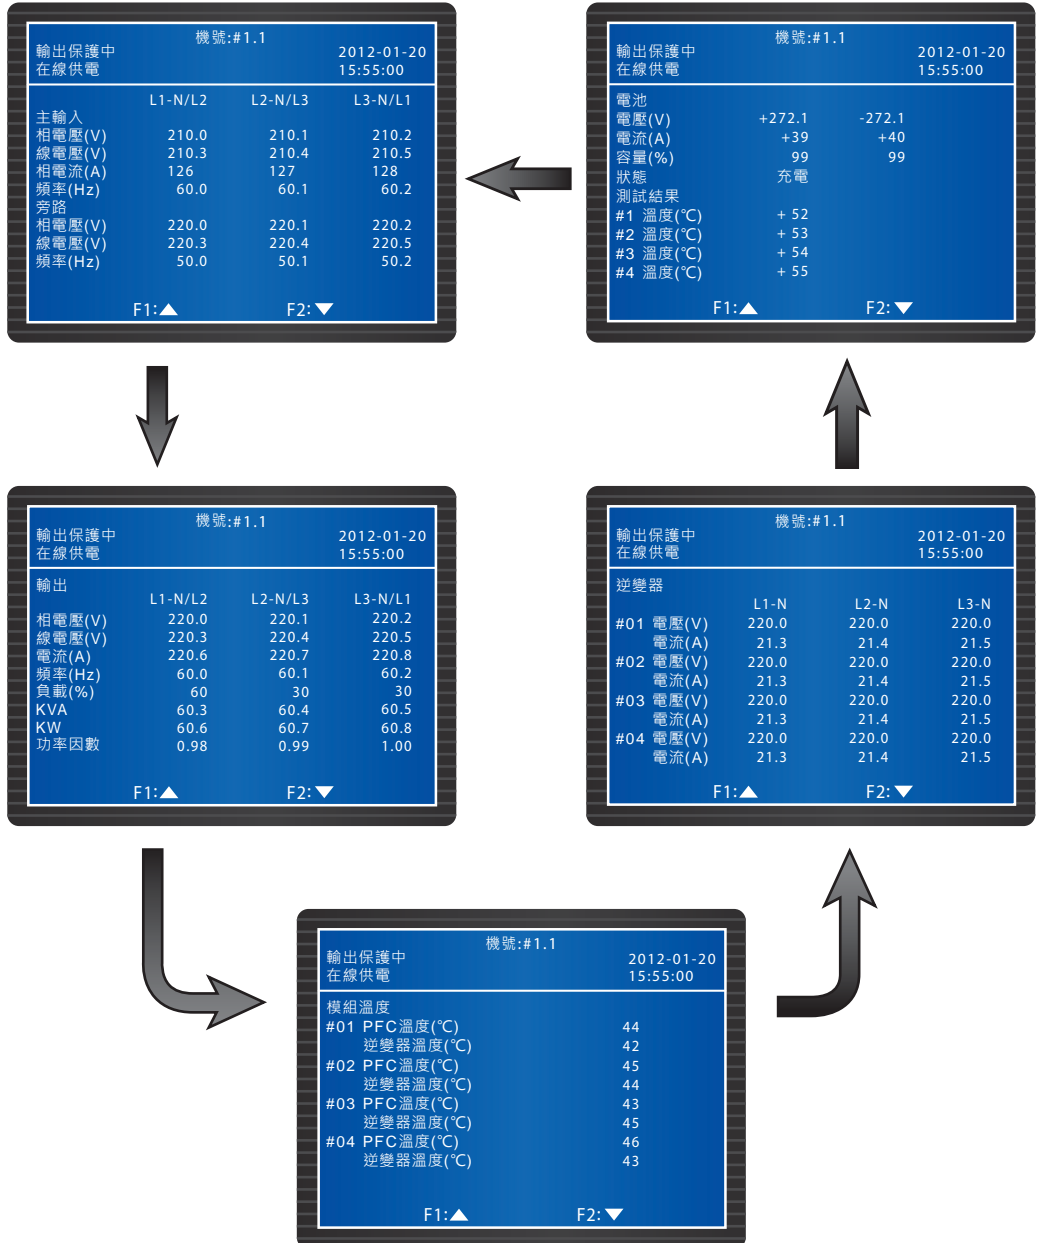 機號:#1.1
輸出保護中 2012-01-20
在線供電 15:55:00
L1-N/L2 L2-N/L3 L3-N/L1
主輸入
相電壓(V) 210.0 210.1 210.2
線電壓(V) 210.3 210.4 210.5
相電流(A) 126 127 128
頻率(Hz) 60.0 60.1 60.2
旁路
相電壓(V) 220.0 220.1 220.2
線電壓(V) 220.3 220.4 220.5
頻率(Hz) 50.0 50.1 50.2
F1:▲ F2:▼
機號:#1.1
輸出保護中 2012-01-20
在線供電 15:55:00
電池
電壓(V) +272.1 -272.1
電流(A) +39 +40
容量(%) 99 99
狀態 充電
測試結果
#1 溫度(℃) + 52
#2 溫度(℃) + 53
#3 溫度(℃) + 54
#4 溫度(℃) + 55
F1:▲ F2:▼
機號:#1.1
輸出保護中 2012-01-20
在線供電 15:55:00
輸出
L1-N/L2 L2-N/L3 L3-N/L1
相電壓(V) 220.0 220.1 220.2
線電壓(V) 220.3 220.4 220.5
電流(A) 220.6 220.7 220.8
頻率(Hz) 60.0 60.1 60.2
負載(%) 60 30 30
KVA 60.3 60.4 60.5
KW 60.6 60.7 60.8
功率因數 0.98 0.99 1.00
F1:▲ F2:▼
機號:#1.1
輸出保護中 2012-01-20
在線供電 15:55:00
逆變器
L1-N L2-N L3-N
#01 電壓(V) 220.0 220.0 220.0
電流(A) 21.3 21.4 21.5
#02 電壓(V) 220.0 220.0 220.0
電流(A) 21.3 21.4 21.5
#03 電壓(V) 220.0 220.0 220.0
電流(A) 21.3 21.4 21.5
#04 電壓(V) 220.0 220.0 220.0
電流(A) 21.3 21.4 21.5
F1:▲ F2:▼
機號:#1.1
輸出保護中 2012-01-20
在線供電 15:55:00
模組溫度
#01 PFC溫度(℃) 44
逆變器溫度(℃) 42
#02 PFC溫度(℃) 45
逆變器溫度(℃) 44
#03 PFC溫度(℃) 43
逆變器溫度(℃) 45
#04 PFC溫度(℃) 46
逆變器溫度(℃) 43
F1:▲ F2:▼